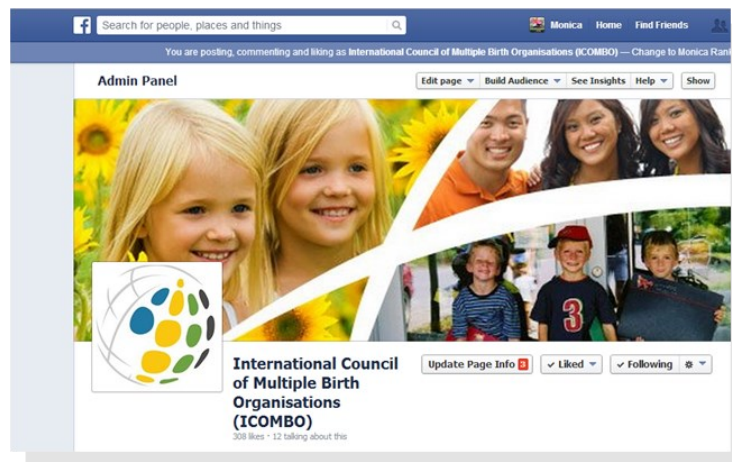 f Search for people, places and things Monica Home Find Friends
You are posting, commenting and liking as International Council of Multiple Birth Organisations (ICOMBO) — Change to Monica
Admin Panel Edit page Build Audience See Insights Help Show
3
International Council
of Multiple Birth
Organisations
(ICOMBO)
Update Page Info 3 ✓ Liked ✓ Following
308 likes · 12 talking about this